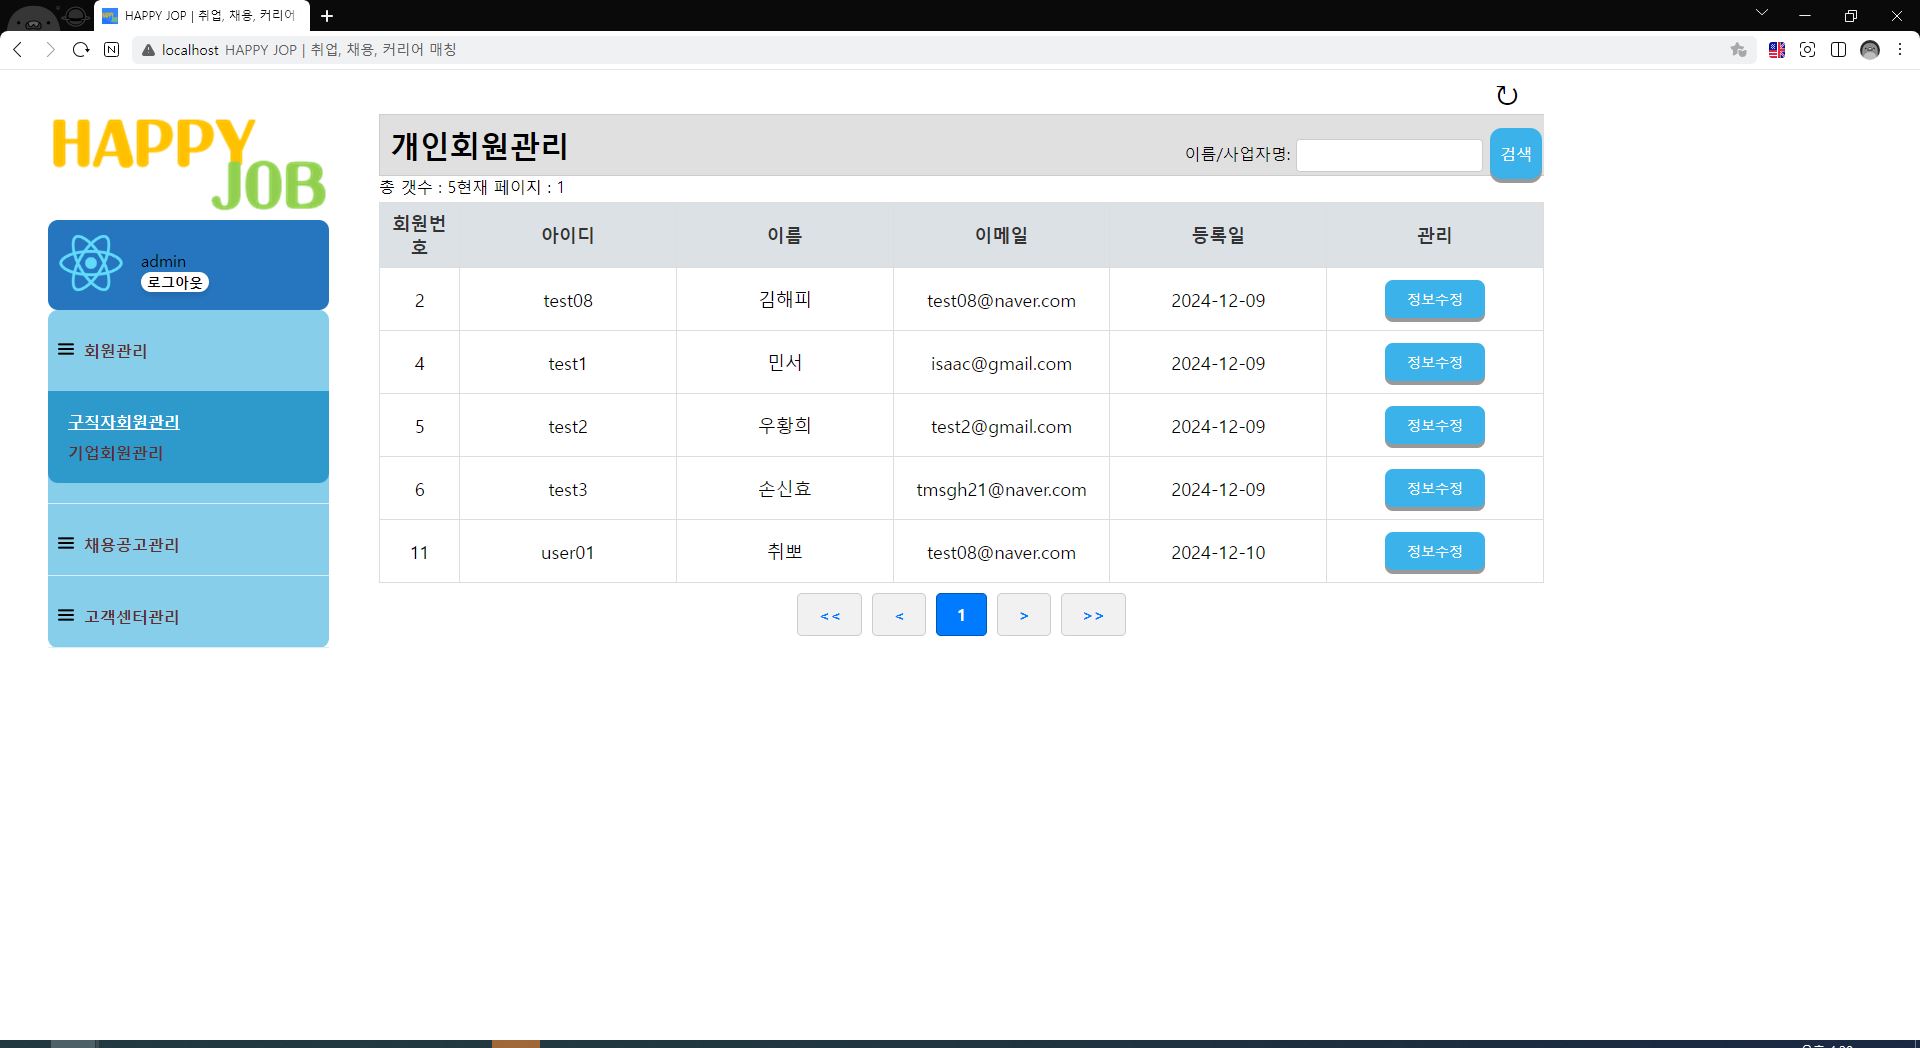 HAPPY JOP | 취업, 채용, 커리어
localhost HAPPY JOP | 취업, 채용, 커리어 매칭
HAPPY
JOB
admin
로그아웃
회원관리
구직자회원관리
기업회원관리
채용공고관리
고객센터관리
개인회원관리
이름/사업자명:
검색
총 갯수 : 5현재 페이지 : 1
회원번호 아이디 이름 이메일 등록일 관리
2 test08 김해피 test08@naver.com 2024-12-09 정보수정
4 test1 민서 isaac@gmail.com 2024-12-09 정보수정
5 test2 우황희 test2@gmail.com 2024-12-09 정보수정
6 test3 손신효 tmsgh21@naver.com 2024-12-09 정보수정
11 user01 취뽀 test08@naver.com 2024-12-10 정보수정
<< < 1 > >>